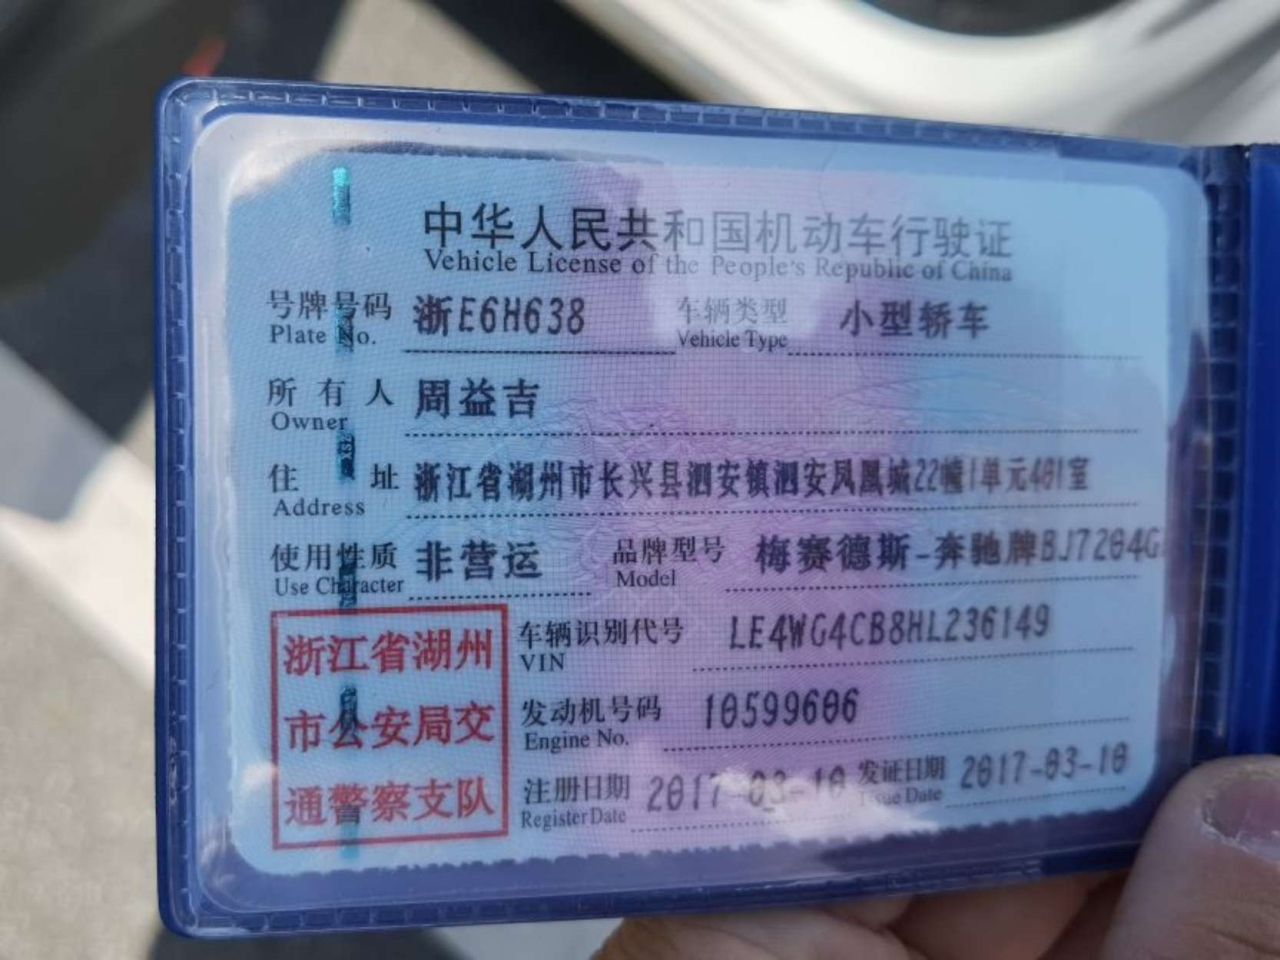 中华人民共和国机动车行驶证
Vehicle License of the People's Republic of China
号牌号码 浙E6H638 车辆类型 小型轿车
Plate No. Vehicle Type
所有人 周益吉
Owner
住址 浙江省湖州市长兴县泗安镇泗安凤凰城22幢1单元401室
Address
使用性质 非营运 品牌型号 梅赛德斯-奔驰牌BJ7204G
Use Character Model
浙江省湖州
市公安局交
通警察支队
车辆识别代号 LE4WG4CB8HL236149
VIN
发动机号码 10599606
Engine No.
注册日期 2017-03-10 发证日期 2017-03-10
Register Date Issue Date